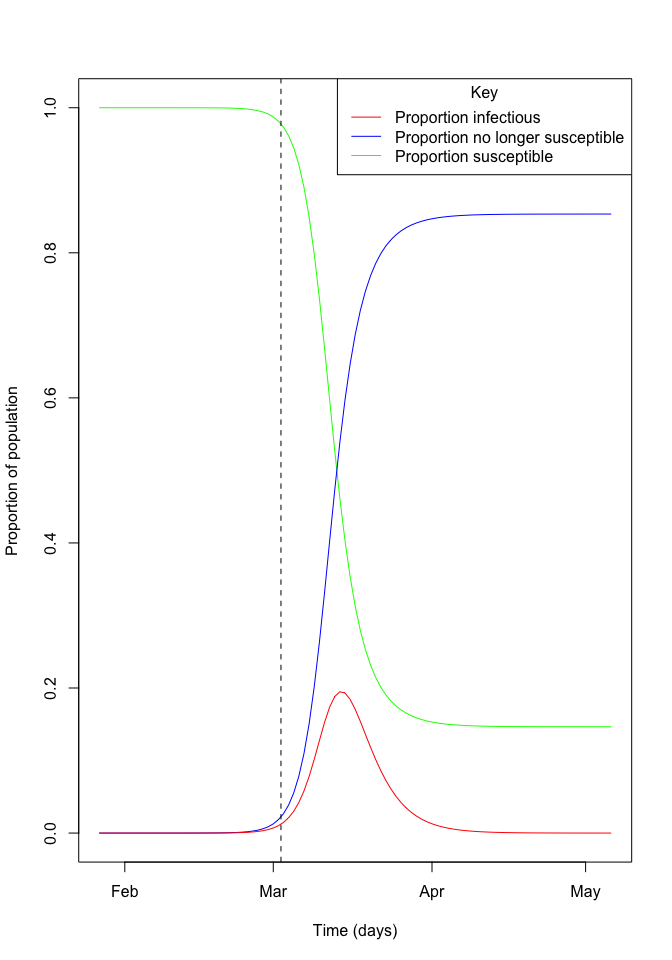 Key
Proportion infectious
Proportion no longer susceptible
Proportion susceptible
Proportion of population
1.0
0.8
0.6
0.4
0.2
0.0
Feb Mar Apr May
Time (days)